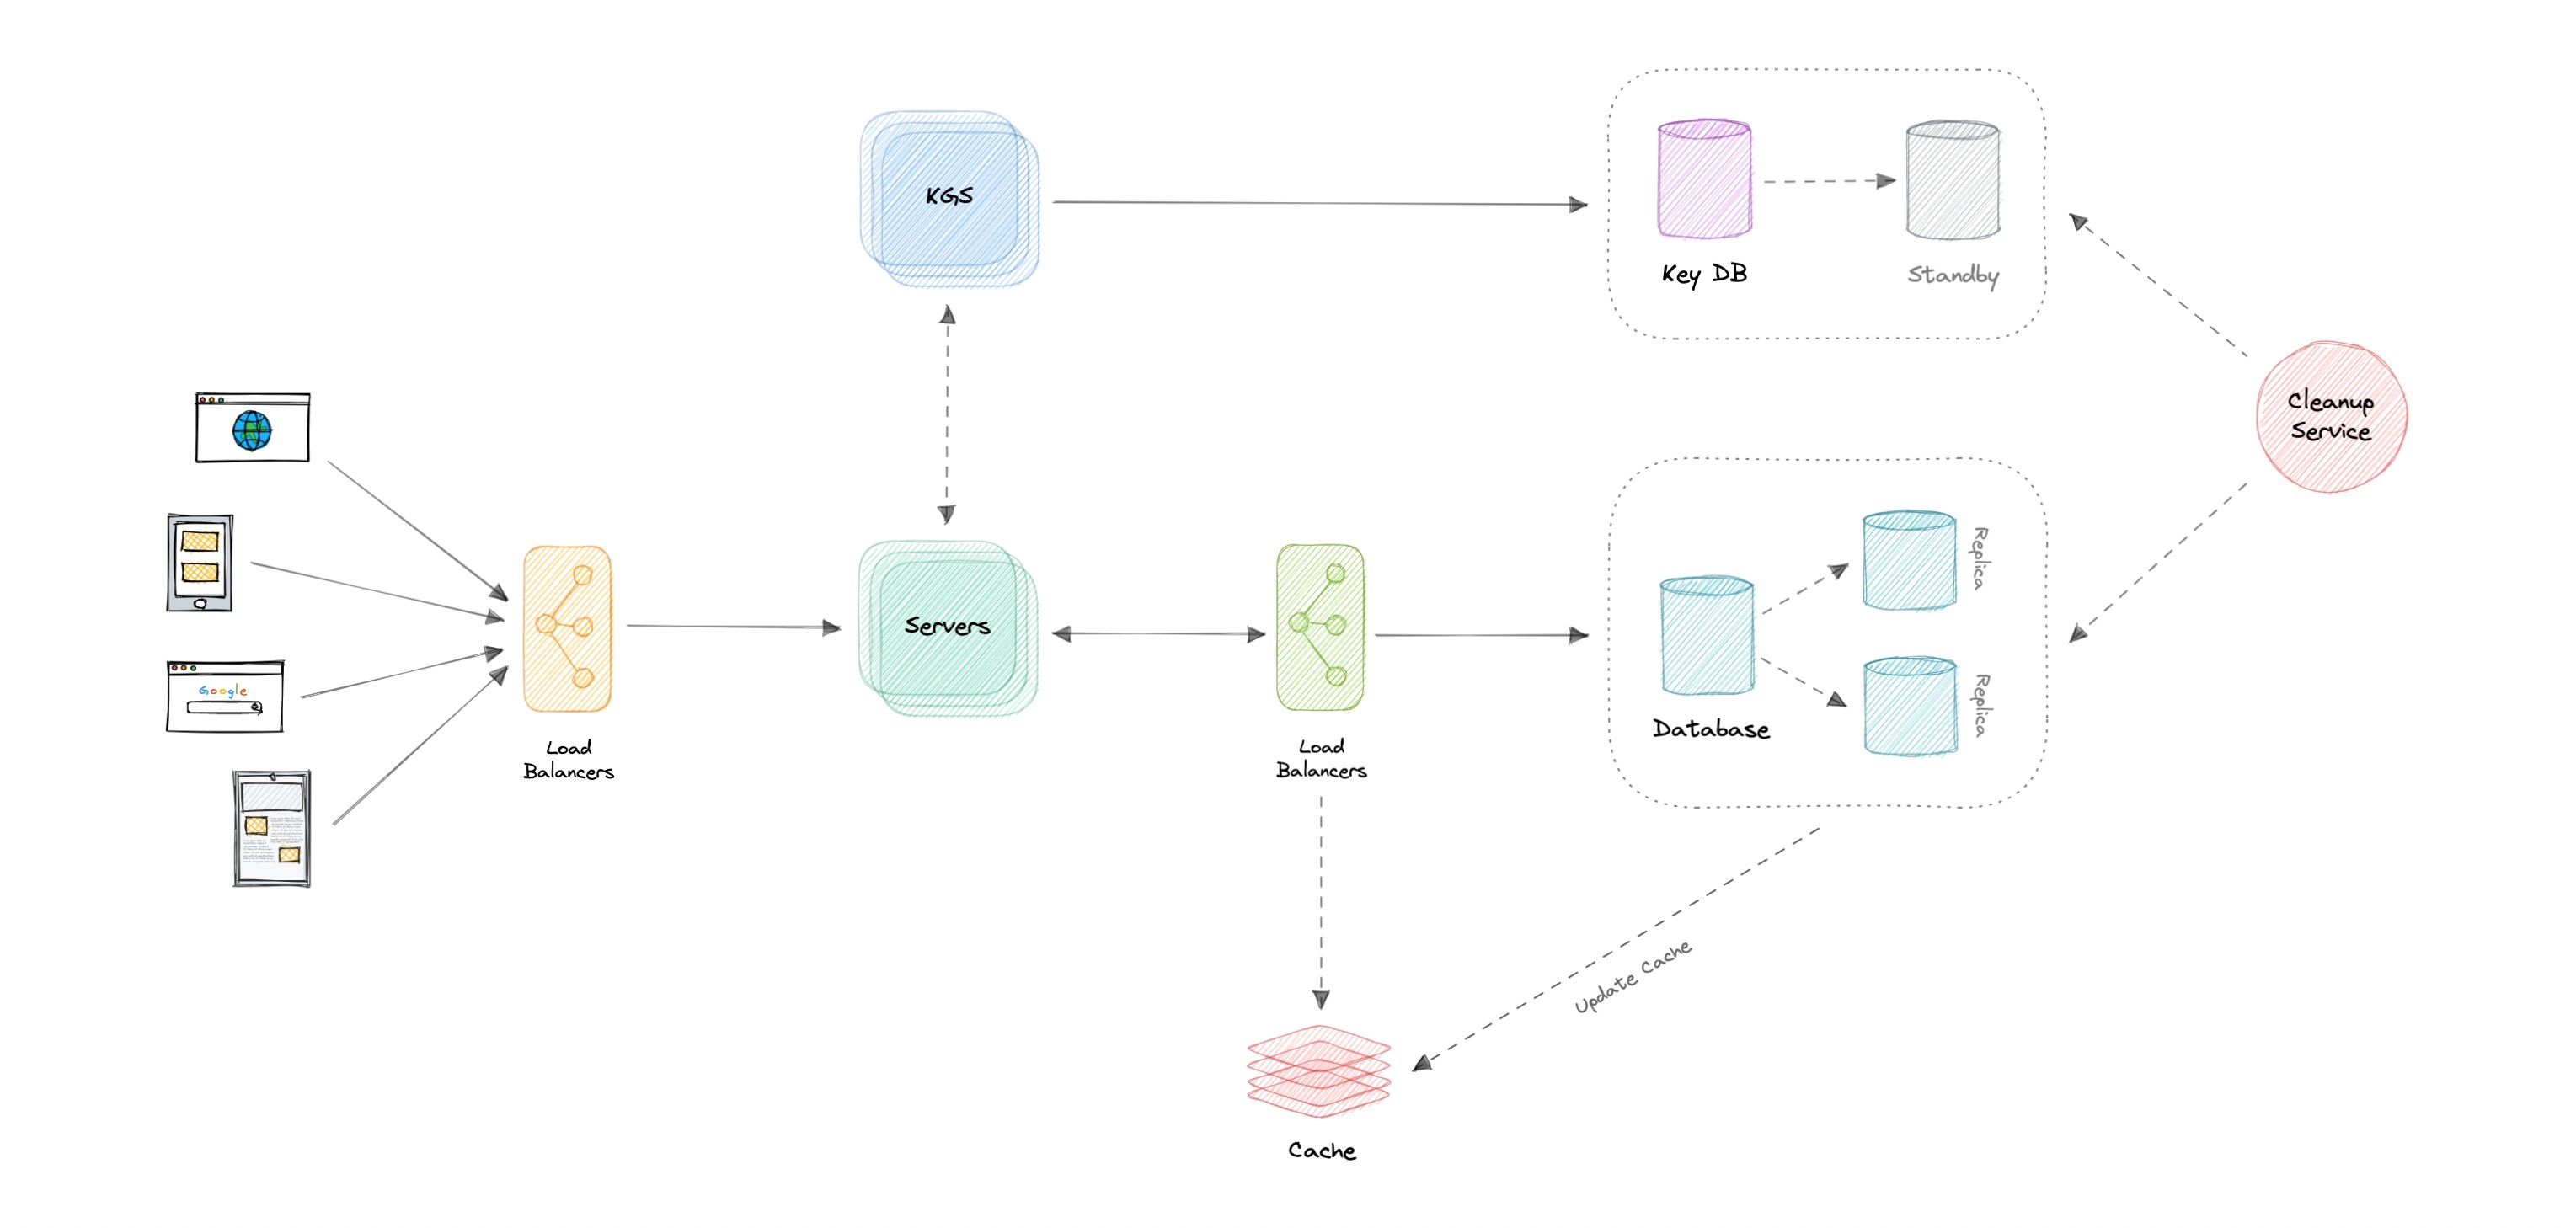 KGS
Key DB
Standby
Cleanup
Service
Google
Servers
Load
Balancers
Load
Balancers
Database
Replica
Replica
Update Cache
Cache